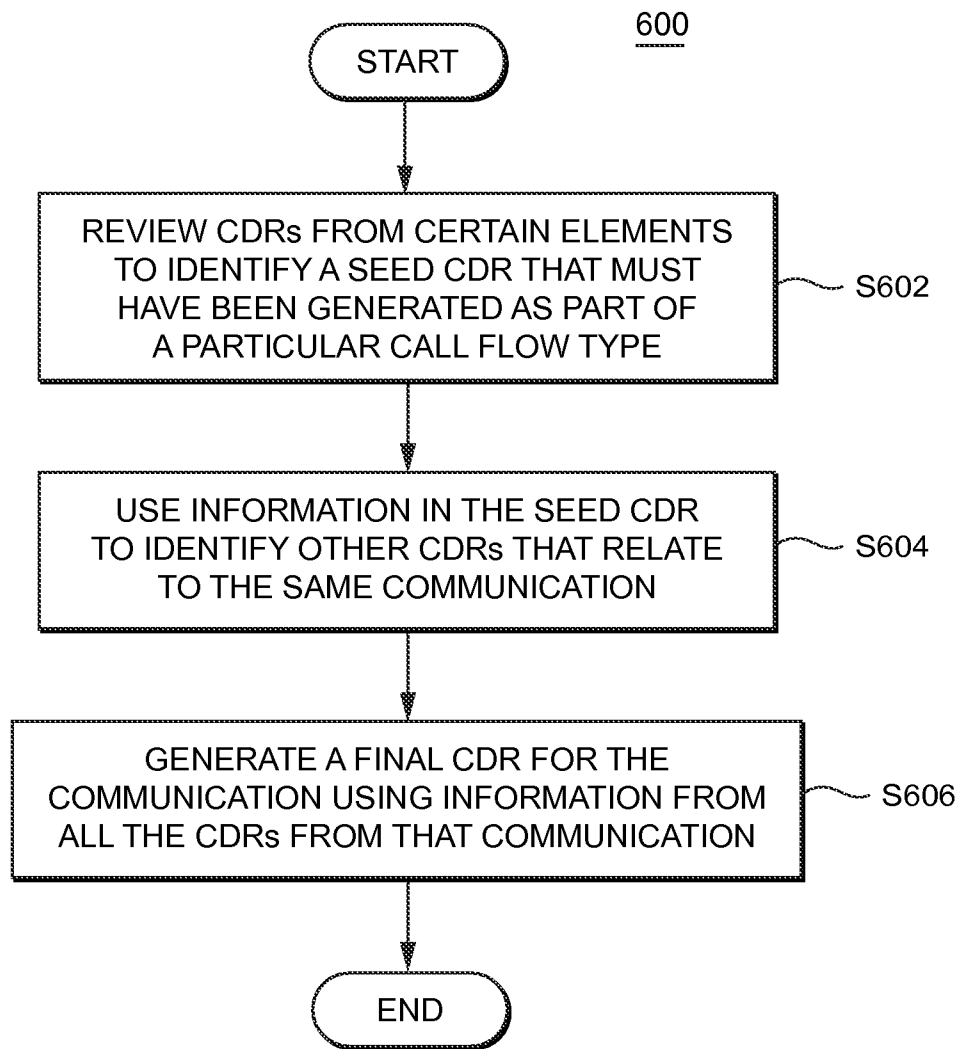 600
START
REVIEW CDRs FROM CERTAIN ELEMENTS
TO IDENTIFY A SEED CDR THAT MUST
HAVE BEEN GENERATED AS PART OF
A PARTICULAR CALL FLOW TYPE
S602
USE INFORMATION IN THE SEED CDR
TO IDENTIFY OTHER CDRs THAT RELATE
TO THE SAME COMMUNICATION
S604
GENERATE A FINAL CDR FOR THE
COMMUNICATION USING INFORMATION FROM
ALL THE CDRs FROM THAT COMMUNICATION
S606
END